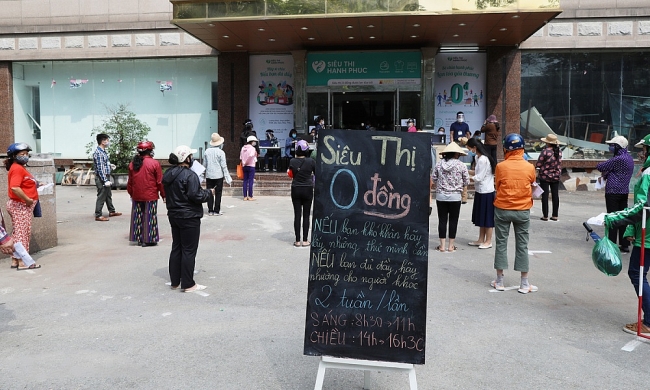 SIÊU THỊ
HẠNH PHÚC
Siêu Thị
0 đồng
NẾU bạn khó khăn hãy
lấy những thứ mình cần
NẾU bạn đủ đầy, hãy
nhường cho người khác
2 tuần/lần
SÁNG: 8h30 → 11h
CHIỀU: 14h → 16h30